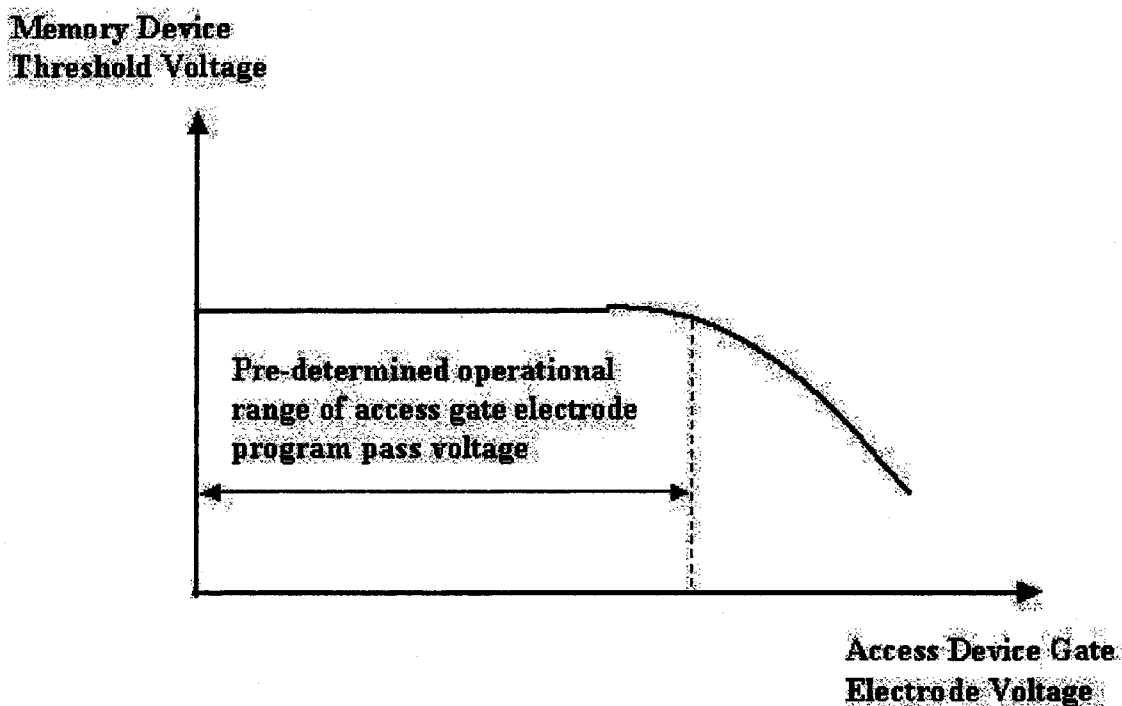 Memory Device
Threshold Voltage
Pre-determined operational
range of access gate electrode
program pass voltage
Access Device Gate
Electrode Voltage